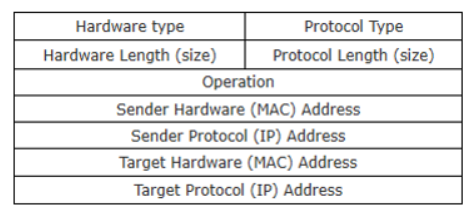 Hardware type Protocol Type
Hardware Length (size) Protocol Length (size)
Operation
Sender Hardware (MAC) Address
Sender Protocol (IP) Address
Target Hardware (MAC) Address
Target Protocol (IP) Address